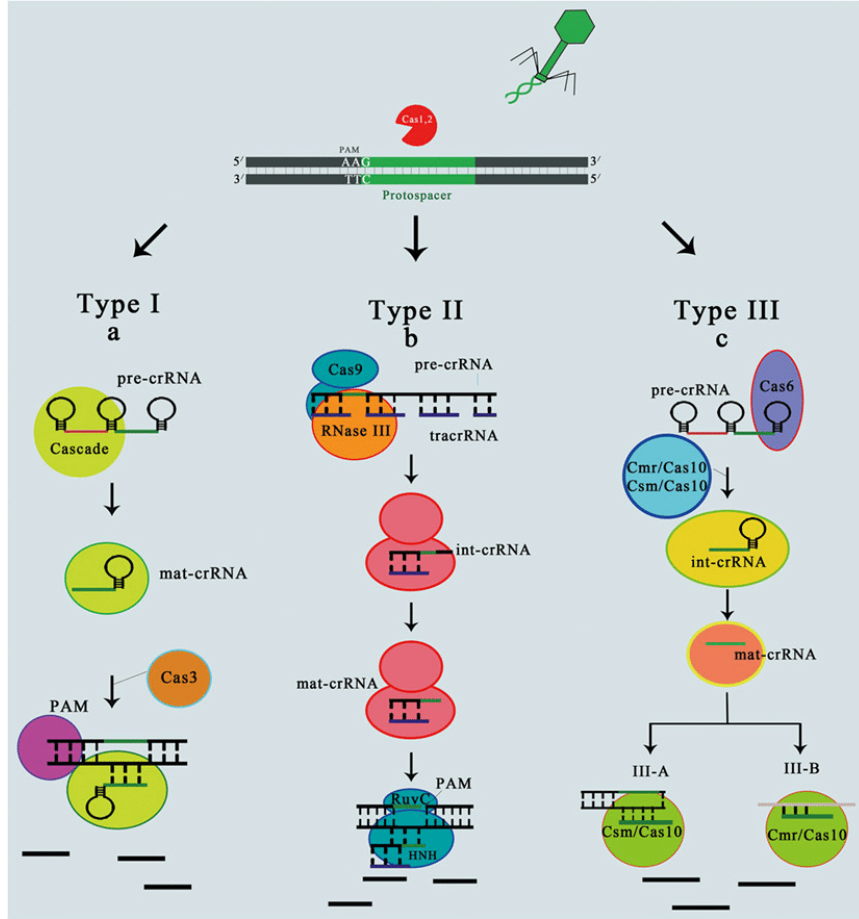 Cas1,2
PAM
5′ AAG 3′
3′ TTC 5′
Protospacer
Type I
a
pre-crRNA
Cascade
mat-crRNA
Cas3
PAM
Type II
b
Cas9
pre-crRNA
RNase III
tracrRNA
int-crRNA
mat-crRNA
RuvC
PAM
HNH
Type III
c
pre-crRNA
Cas6
Cmr/Cas10
Csm/Cas10
int-crRNA
mat-crRNA
III-A
III-B
Csm/Cas10
Cmr/Cas10